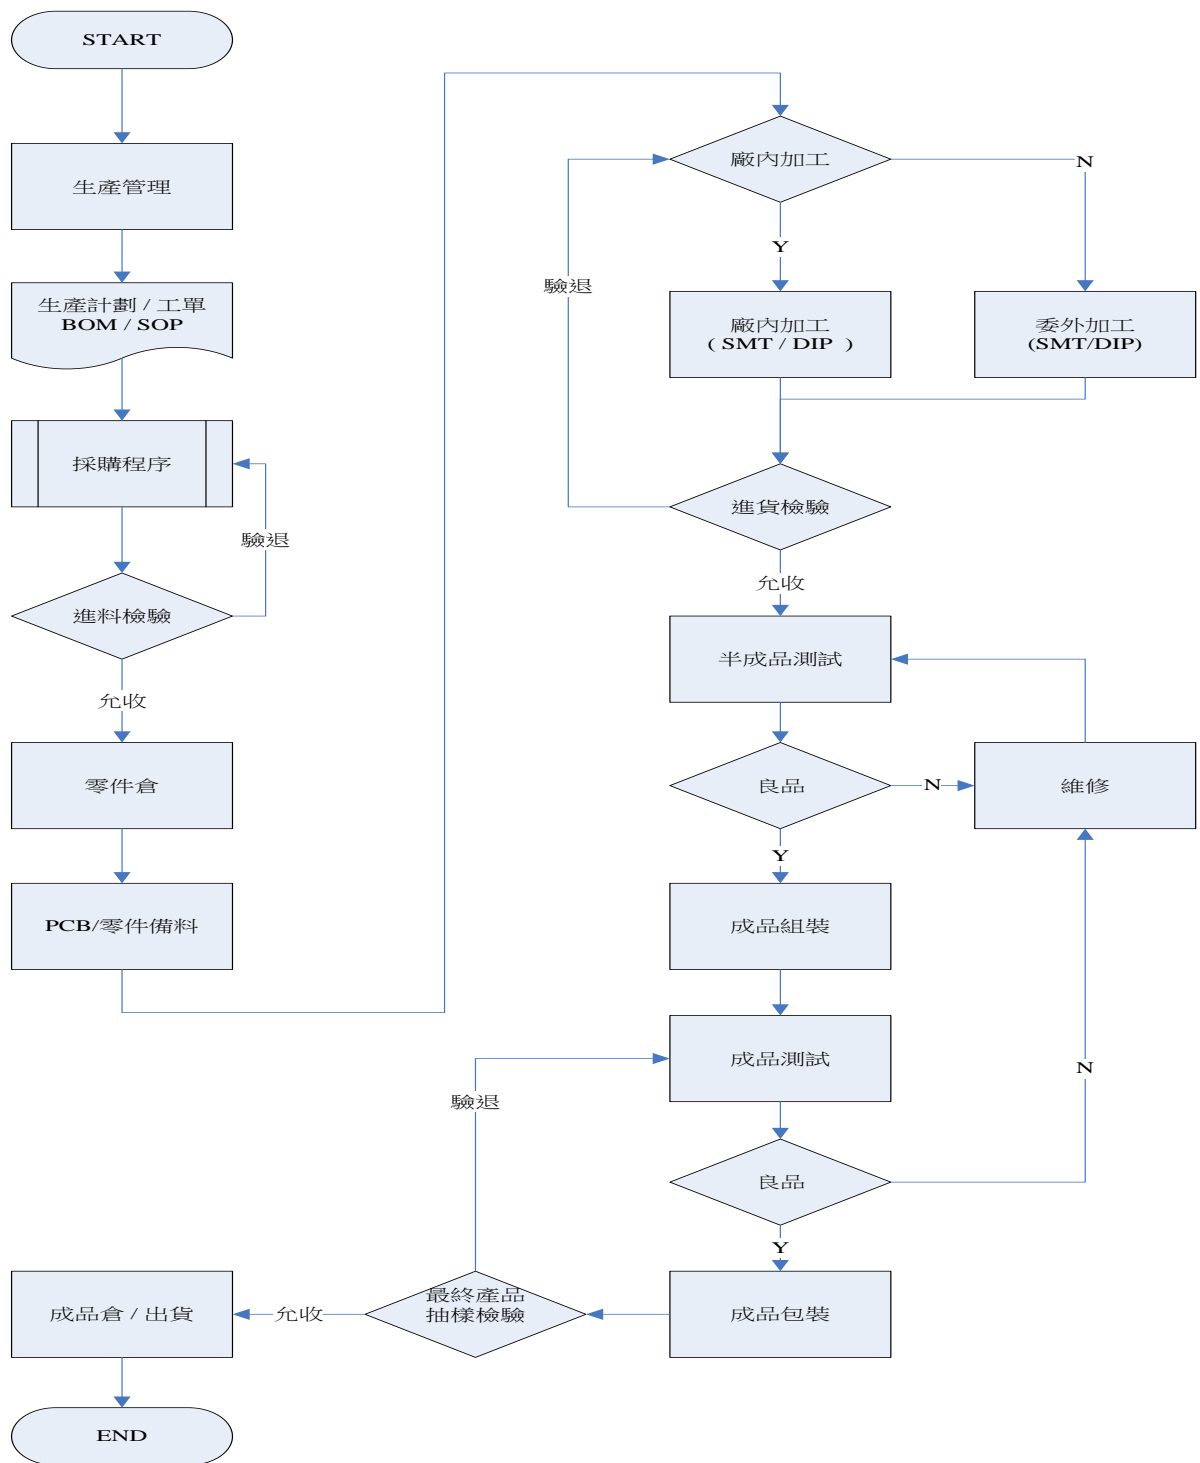 START
生產管理
生產計劃 / 工單
BOM / SOP
採購程序
驗退
進料檢驗
允收
零件倉
PCB/零件備料
廠內加工
N
Y
驗退
廠內加工
( SMT / DIP )
委外加工
(SMT/DIP)
進貨檢驗
允收
半成品測試
良品
N
維修
Y
成品組裝
成品測試
N
驗退
良品
Y
成品包裝
最終產品
抽樣檢驗
允收
成品倉 / 出貨
END